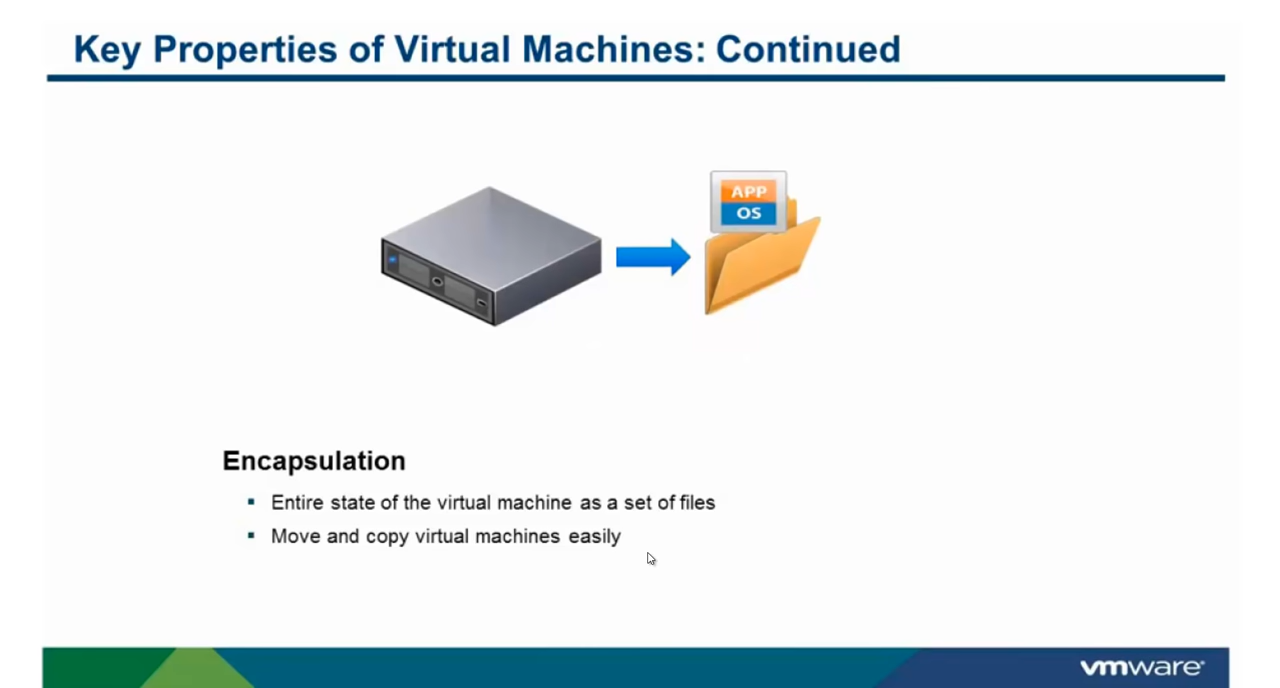 Key Properties of Virtual Machines: Continued
APP
OS
Encapsulation
▪ Entire state of the virtual machine as a set of files
▪ Move and copy virtual machines easily
vmware®